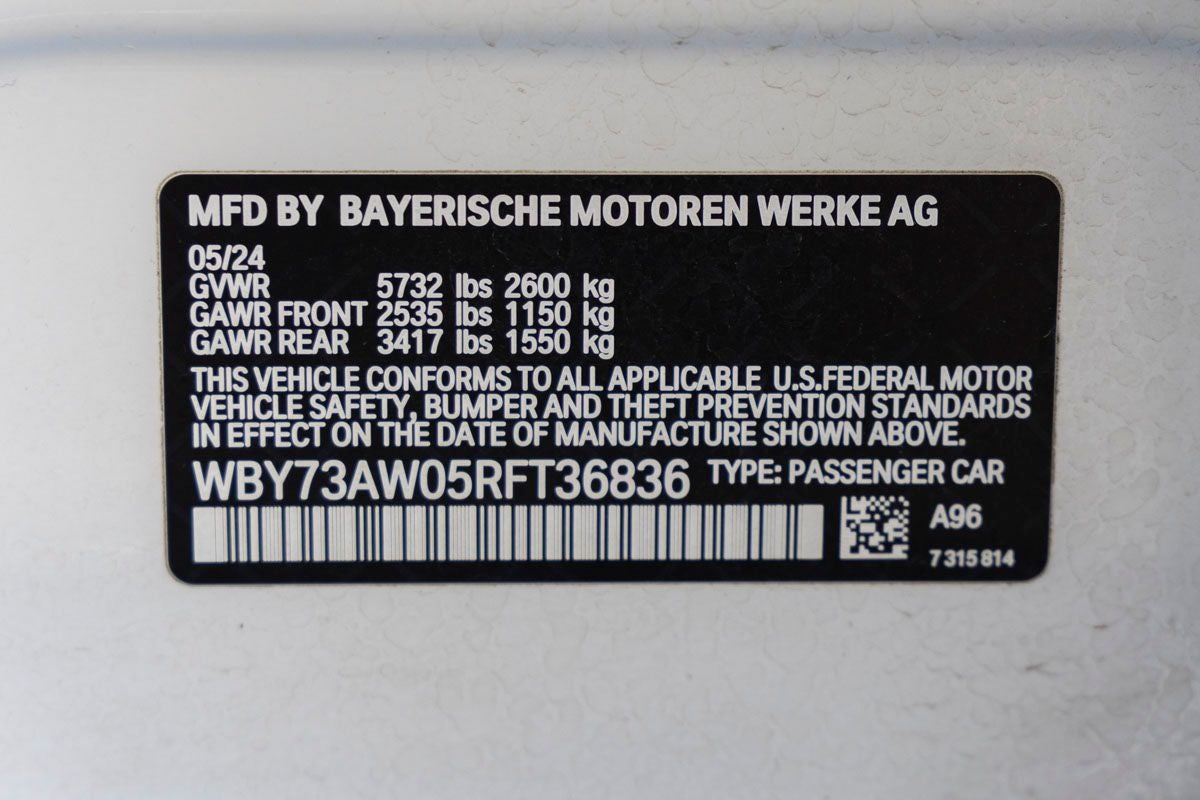 MFD BY BAYERISCHE MOTOREN WERKE AG
05/24
GVWR 5732 lbs 2600 kg
GAWR FRONT 2535 lbs 1150 kg
GAWR REAR 3417 lbs 1550 kg
THIS VEHICLE CONFORMS TO ALL APPLICABLE U.S.FEDERAL MOTOR
VEHICLE SAFETY, BUMPER AND THEFT PREVENTION STANDARDS
IN EFFECT ON THE DATE OF MANUFACTURE SHOWN ABOVE.
WBY73AW05RFT36836 TYPE: PASSENGER CAR
A96
7 315 814